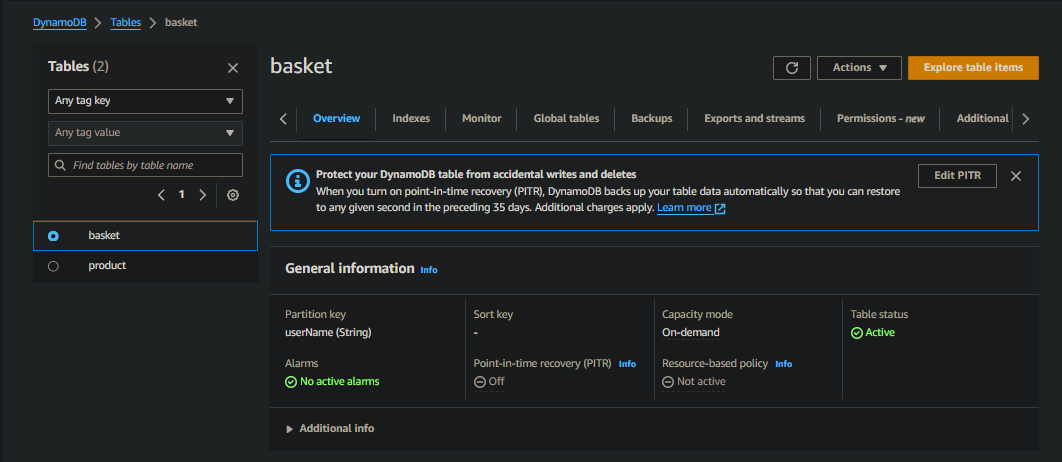 DynamoDB > Tables > basket
Tables (2)
Any tag key
Any tag value
Find tables by table name
1
basket
product
basket
Actions
Explore table items
Overview
Indexes
Monitor
Global tables
Backups
Exports and streams
Permissions - new
Additional
Protect your DynamoDB table from accidental writes and deletes
When you turn on point-in-time recovery (PITR), DynamoDB backs up your table data automatically so that you can restore
to any given second in the preceding 35 days. Additional charges apply. Learn more
Edit PITR
General information Info
Partition key
userName (String)
Sort key
-
Capacity mode
On-demand
Table status
Active
Alarms
No active alarms
Point-in-time recovery (PITR) Info
Off
Resource-based policy Info
Not active
Additional info